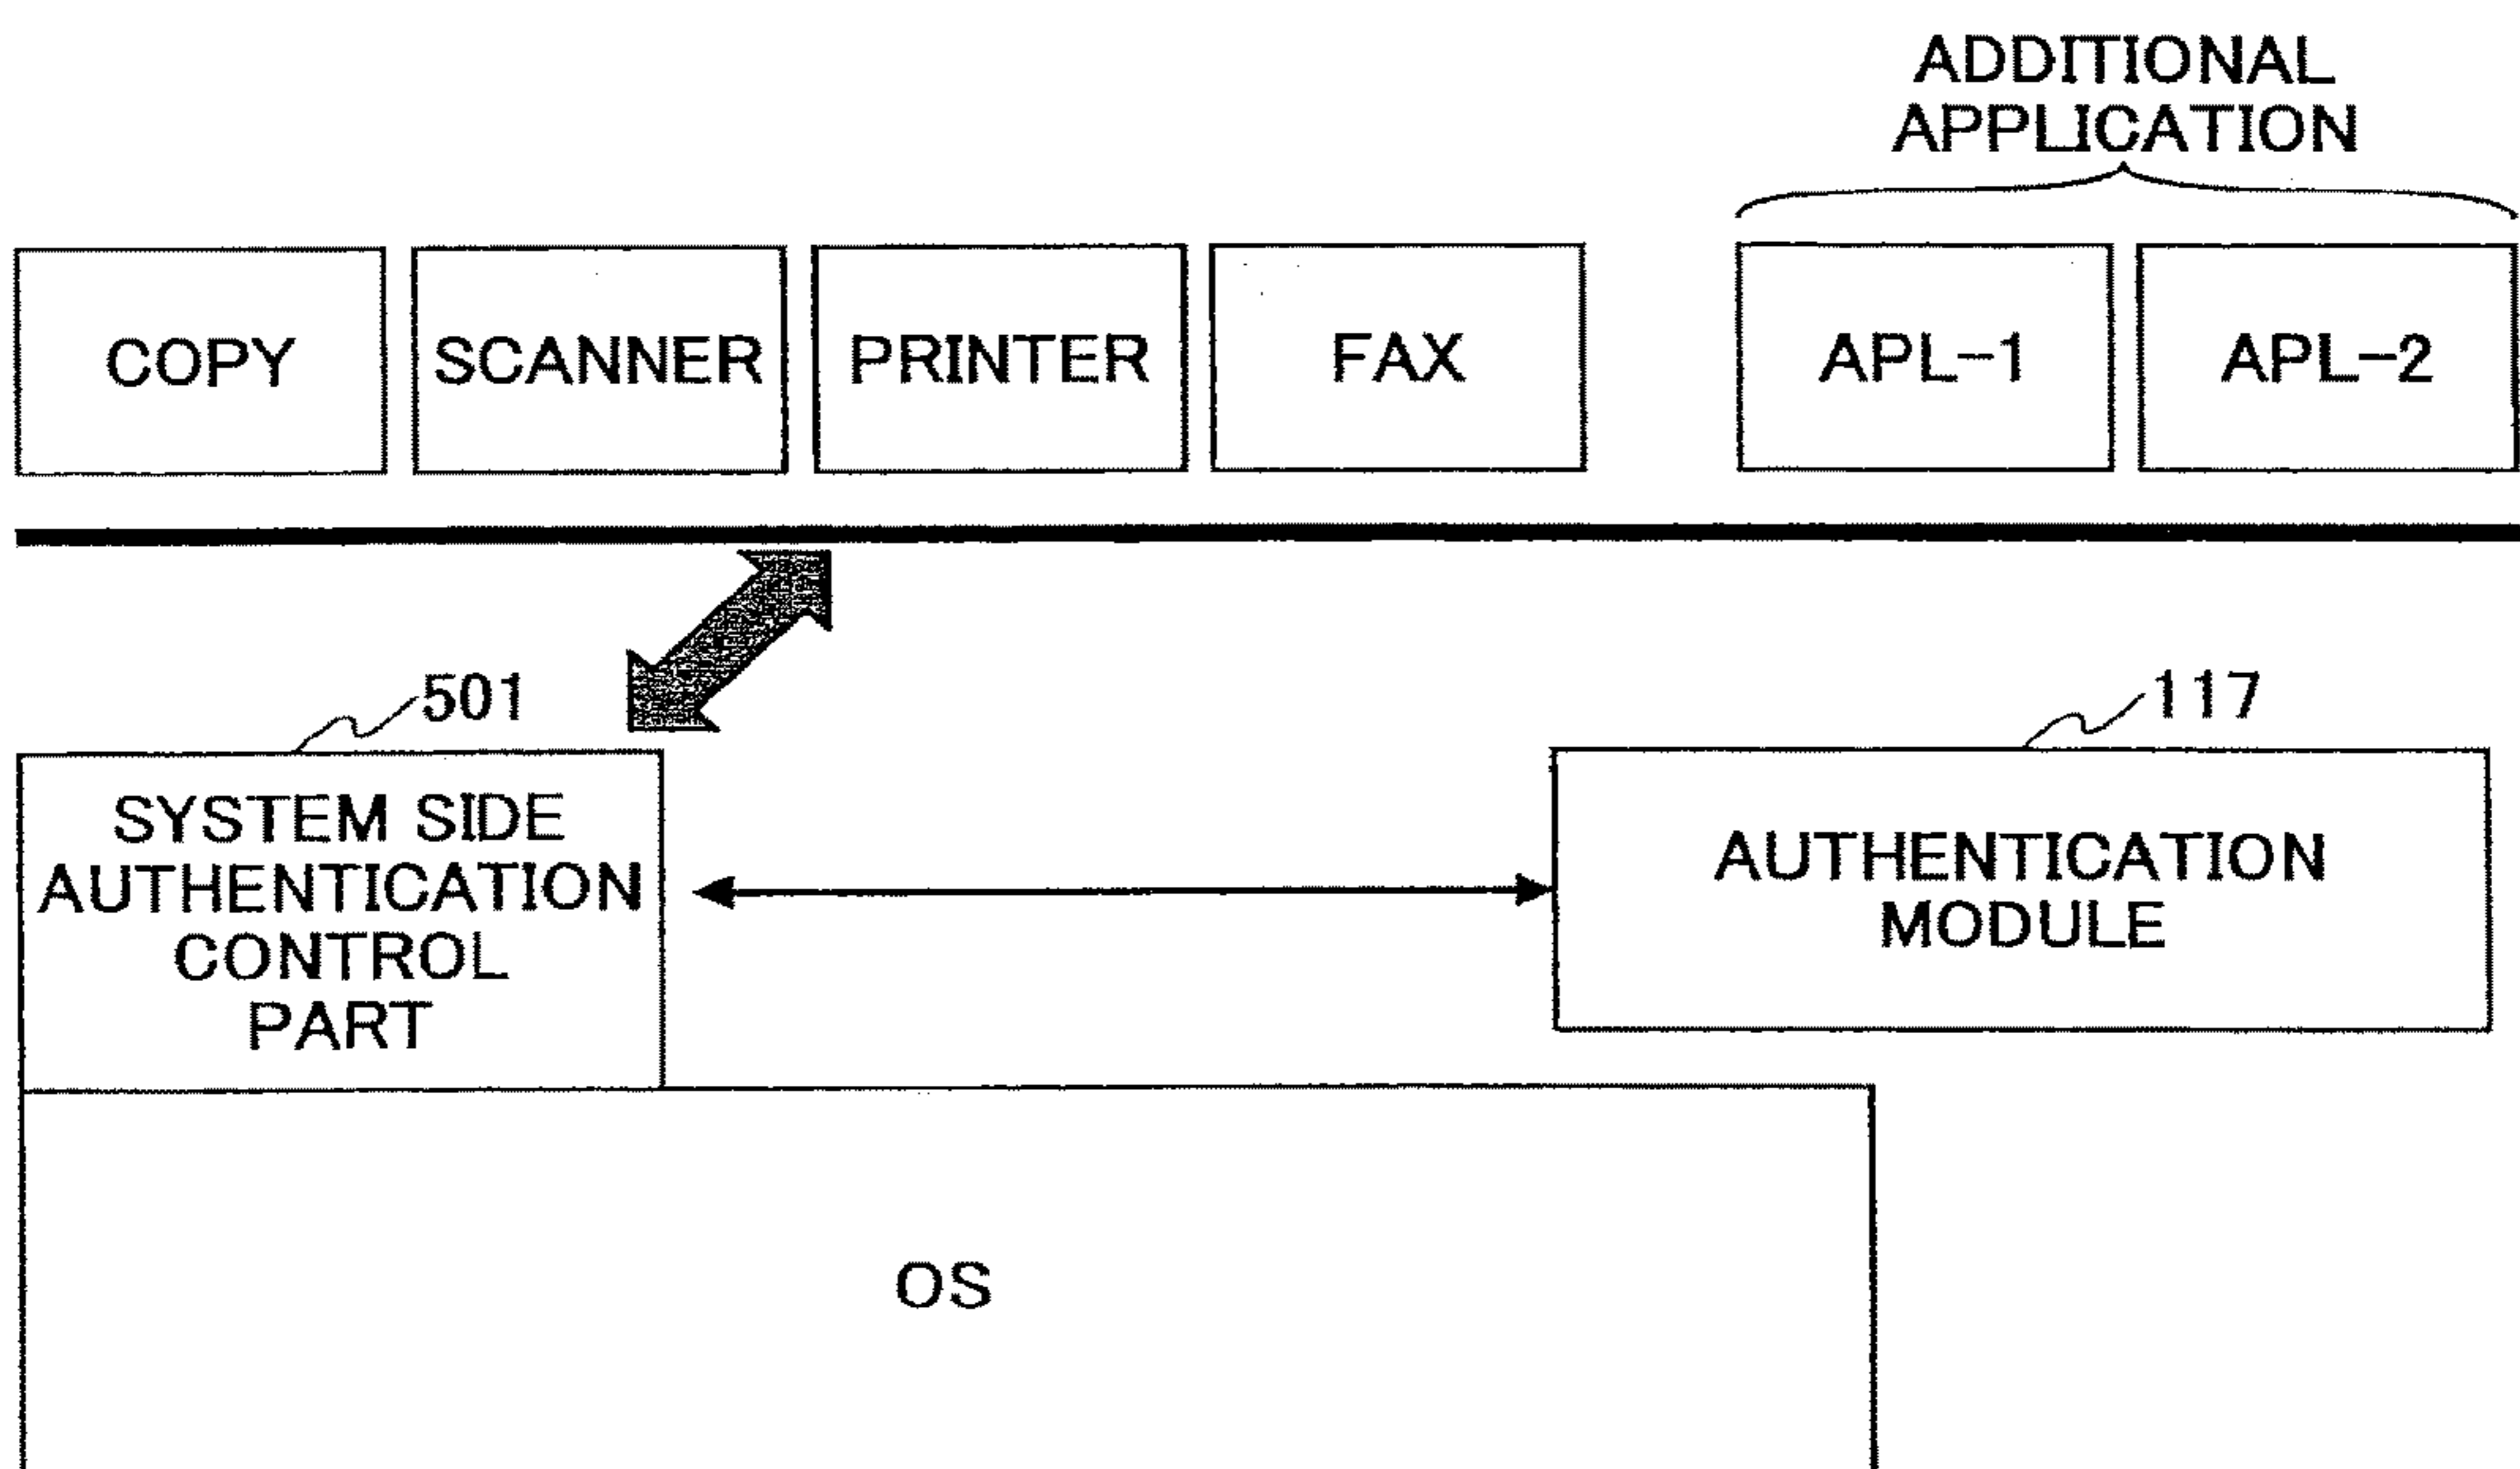 ADDITIONAL
APPLICATION
COPY
SCANNER
PRINTER
FAX
APL-1
APL-2
501
117
SYSTEM SIDE
AUTHENTICATION
CONTROL
PART
AUTHENTICATION
MODULE
OS